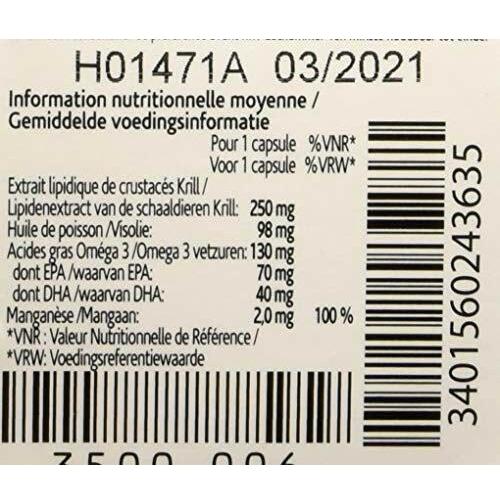 H01471A 03/2021
Information nutritionnelle moyenne /
Gemiddelde voedingsinformatie
Pour 1 capsule %VNR*
Voor 1 capsule %VRW*
Extrait lipidique de crustacés Krill /
Lipidenextract van de schaaldieren Krill: 250 mg
Huile de poisson /Visolie: 98 mg
Acides gras Oméga 3 /Omega 3 vetzuren: 130 mg
dont EPA /waarvan EPA: 70 mg
dont DHA /waarvan DHA: 40 mg
Manganèse /Mangaan: 2,0 mg 100 %
*VNR : Valeur Nutritionnelle de Référence /
*VRW: Voedingsreferentiewaarde
3401560243635
3500 006